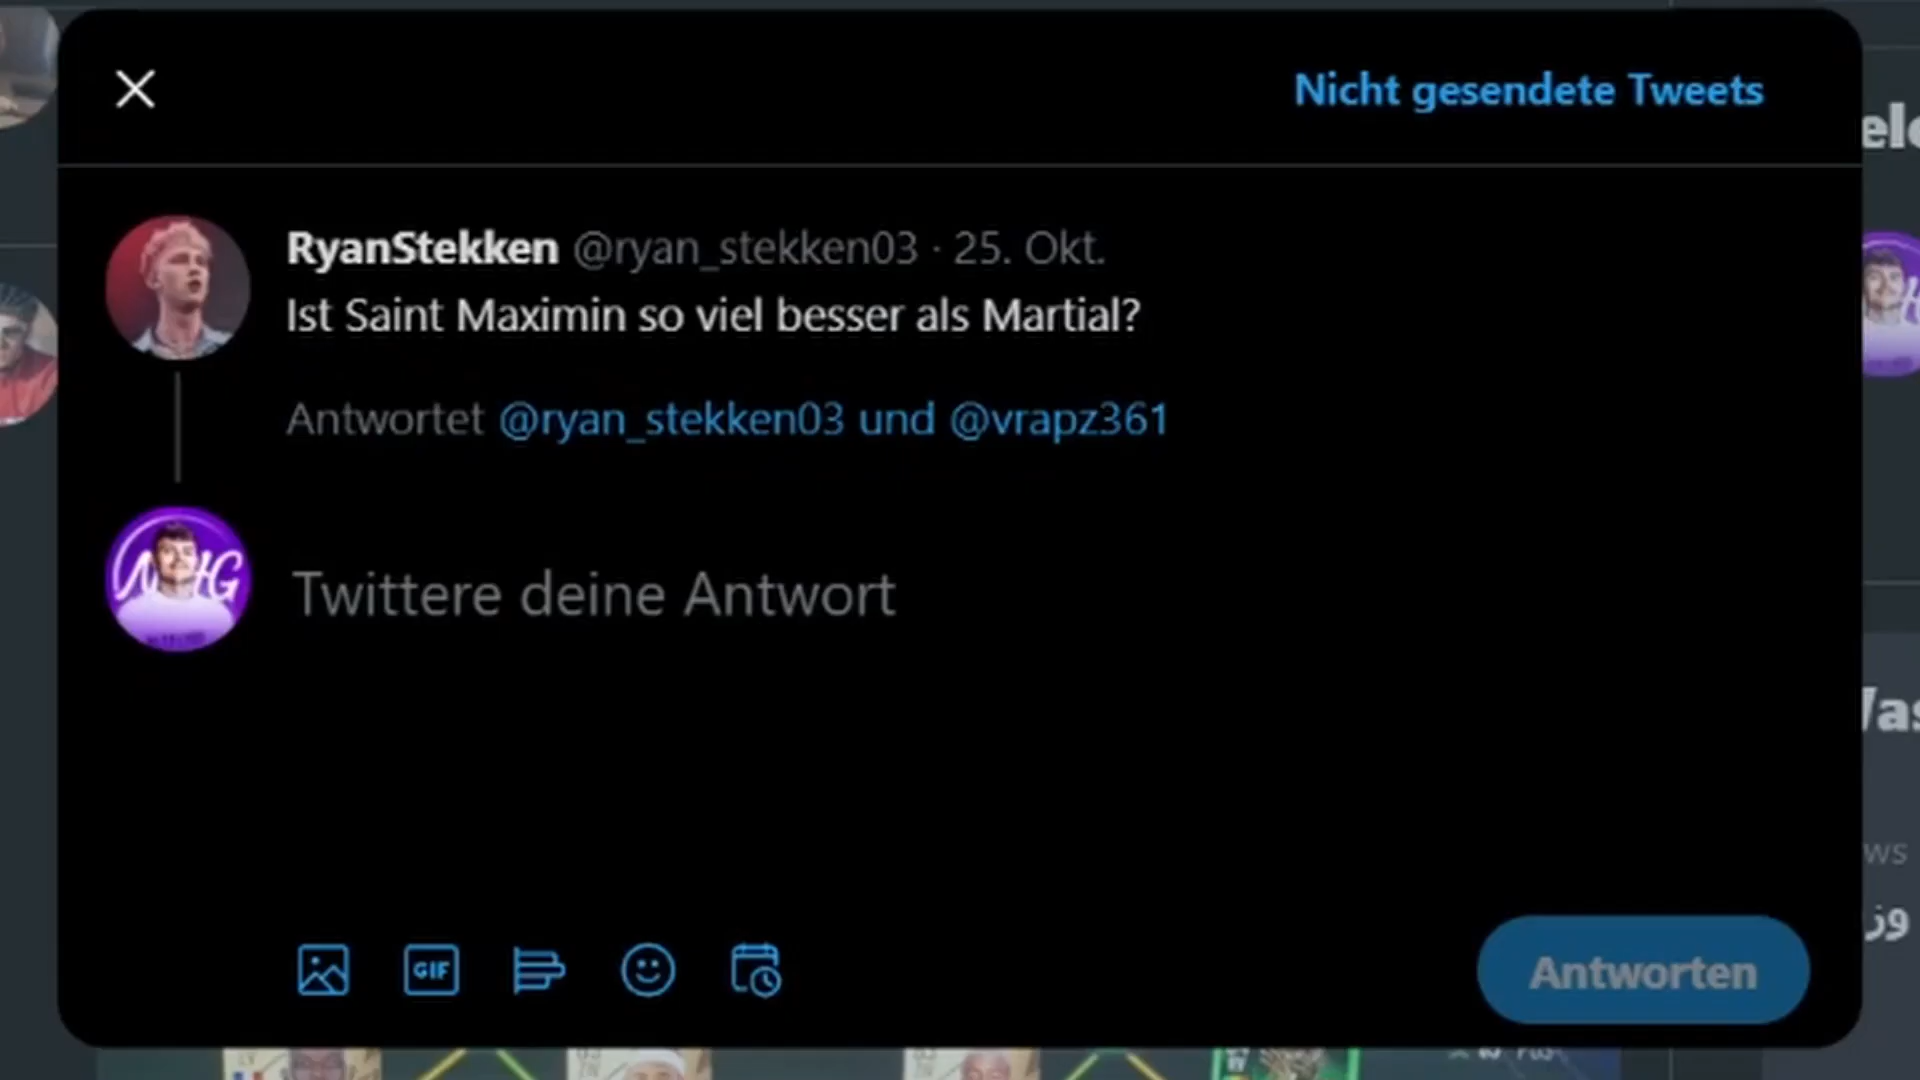 Nicht gesendete Tweets
RyanStekken @ryan_stekken03 · 25. Okt.
Ist Saint Maximin so viel besser als Martial?
Antwortet @ryan_stekken03 und @vrapz361
Twittere deine Antwort
GIF
Antworten